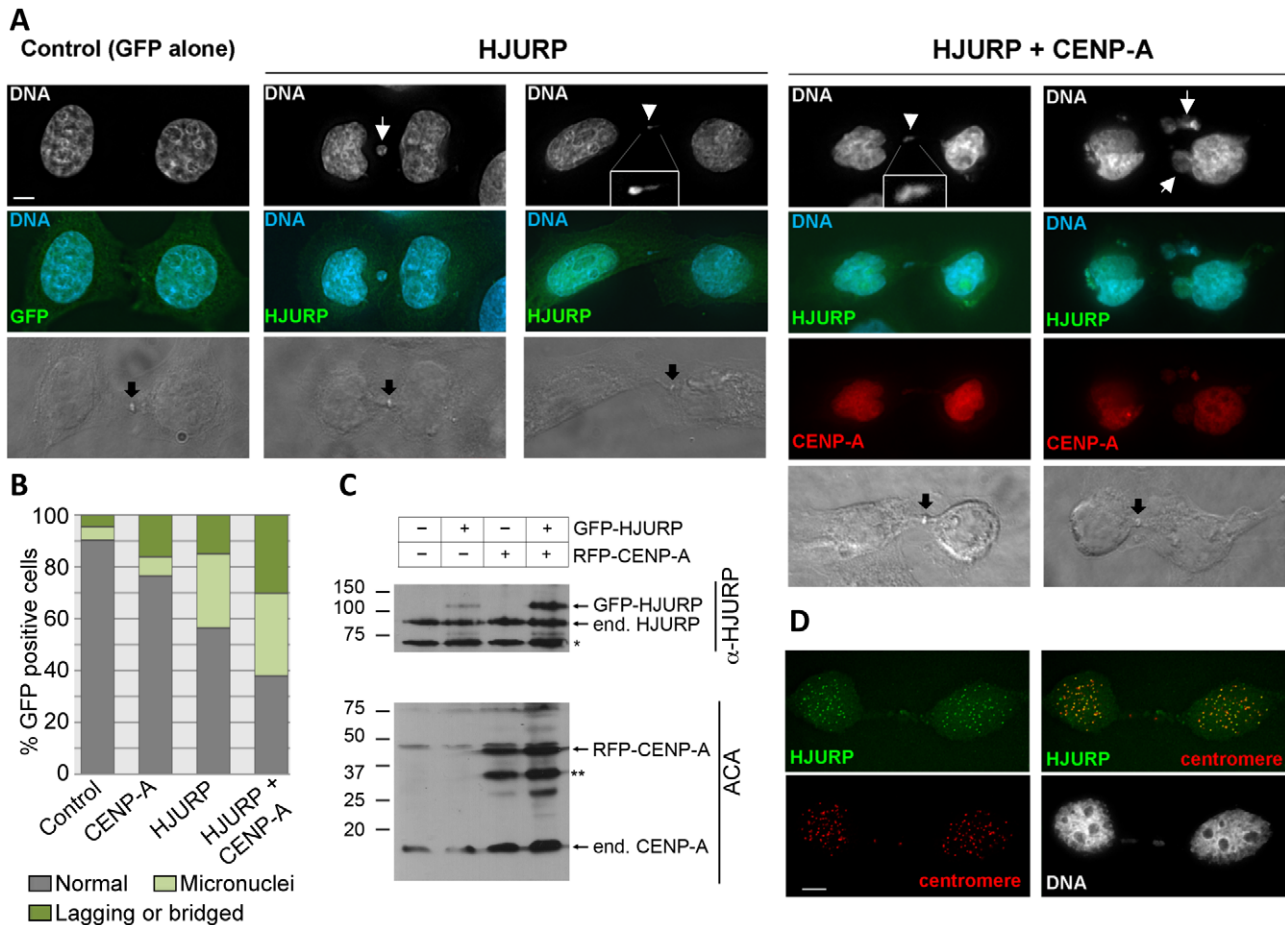 A
Control (GFP alone)
HJURP
HJURP + CENP-A
DNA
DNA
DNA
DNA
DNA
DNA
GFP
DNA
HJURP
DNA
HJURP
DNA
HJURP
DNA
HJURP
CENP-A
CENP-A
B
% GFP positive cells
100
80
60
40
20
0
Control
CENP-A
HJURP
HJURP +
CENP-A
Normal
Micronuclei
Lagging or bridged
C
– + – + GFP-HJURP
– – + + RFP-CENP-A
150
100
75
GFP-HJURP
end. HJURP
*
α-HJURP
75
50
37
25
20
RFP-CENP-A
**
end. CENP-A
ACA
D
HJURP
HJURP
centromere
centromere
DNA